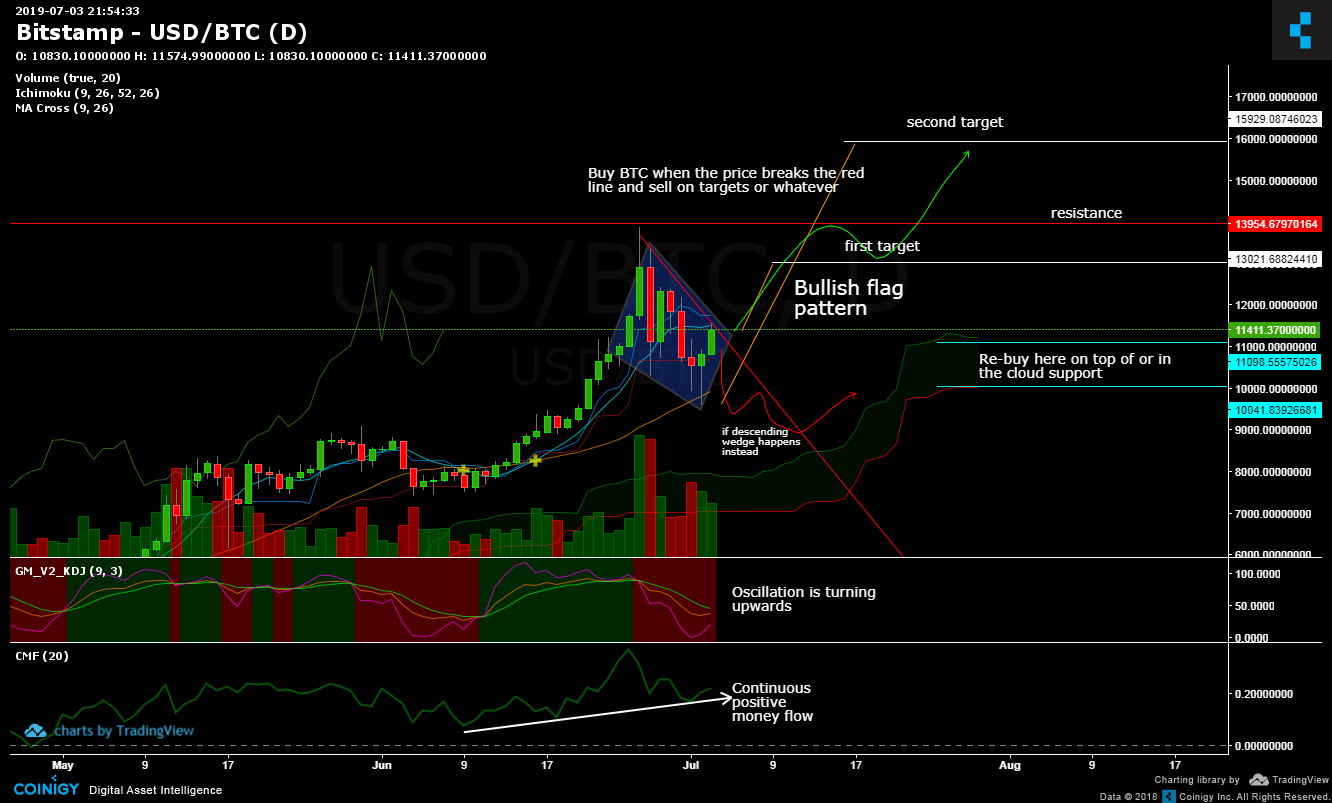 2019-07-03 21:54:33
Bitstamp - USD/BTC (D)
O: 10830.10000000 H: 11574.99000000 L: 10830.10000000 C: 11411.37000000
Volume (true, 20)
Ichimoku (9, 26, 52, 26)
MA Cross (9, 26)
USD/BTC, D
17000.00000000
15929.08746023
16000.00000000
15000.00000000
13954.67970164
13021.68824410
12000.00000000
11411.37000000
11000.00000000
11098.55575026
10000.00000000
10041.83926681
9000.00000000
8000.00000000
7000.00000000
6000.00000000
second target
Buy BTC when the price breaks the red
line and sell on targets or whatever
resistance
first target
Bullish flag
pattern
Re-buy here on top of or in
the cloud support
if descending
wedge happens
instead
GM_V2_KDJ (9, 3)
Oscillation is turning
upwards
100.0000
50.0000
0.0000
CMF (20)
Continuous
positive
money flow
0.20000000
0.00000000
charts by TradingView
May 9 17 Jun 9 17 Jul 9 17 Aug 9 17
COINIGY Digital Asset Intelligence
Charting library by TradingView
Data © 2018 Coinigy Inc. All Rights Reserved.